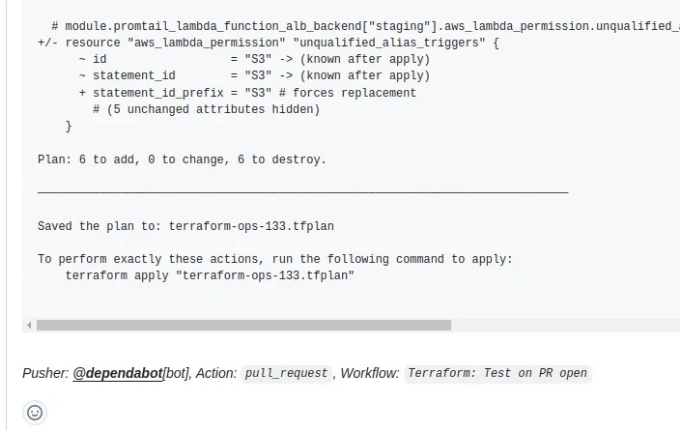 # module.promtail_lambda_function_alb_backend["staging"].aws_lambda_permission.unqualified_
+/- resource "aws_lambda_permission" "unqualified_alias_triggers" {
~ id = "S3" -> (known after apply)
~ statement_id = "S3" -> (known after apply)
+ statement_id_prefix = "S3" # forces replacement
# (5 unchanged attributes hidden)
}
Plan: 6 to add, 0 to change, 6 to destroy.
Saved the plan to: terraform-ops-133.tfplan
To perform exactly these actions, run the following command to apply:
terraform apply "terraform-ops-133.tfplan"
Pusher: @dependabot[bot], Action: pull_request, Workflow: Terraform: Test on PR open